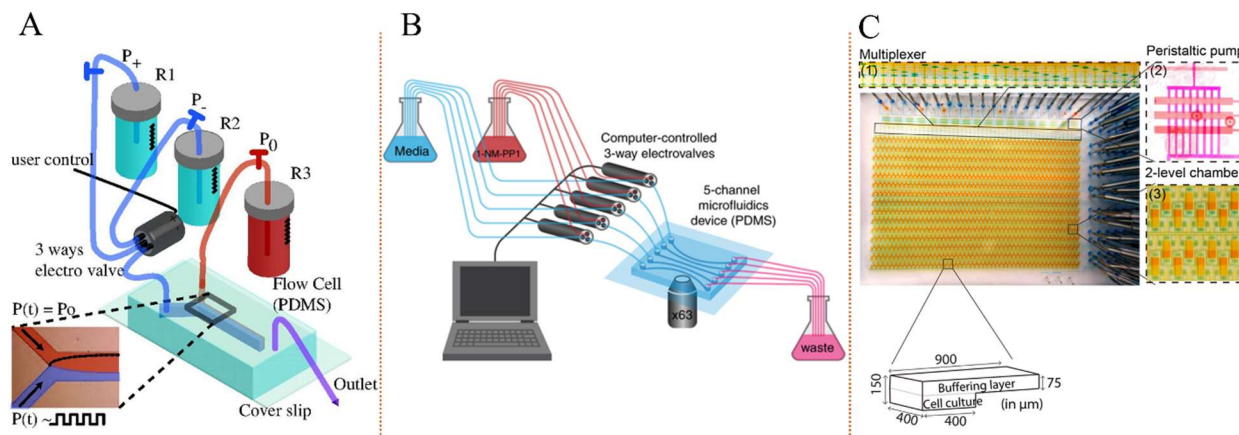 A
P+
R1
P-
R2
P0
R3
user control
3 ways
electro valve
Flow Cell
(PDMS)
P(t) = Po
P(t) ~
Cover slip
Outlet
B
Media
1-NM-PP1
Computer-controlled
3-way electrovalves
5-channel
microfluidics
device (PDMS)
x63
waste
C
Multiplexer
(1)
Peristaltic pump
(2)
2-level chamber
(3)
900
150
Buffering layer
75
Cell culture
(in μm)
400
400